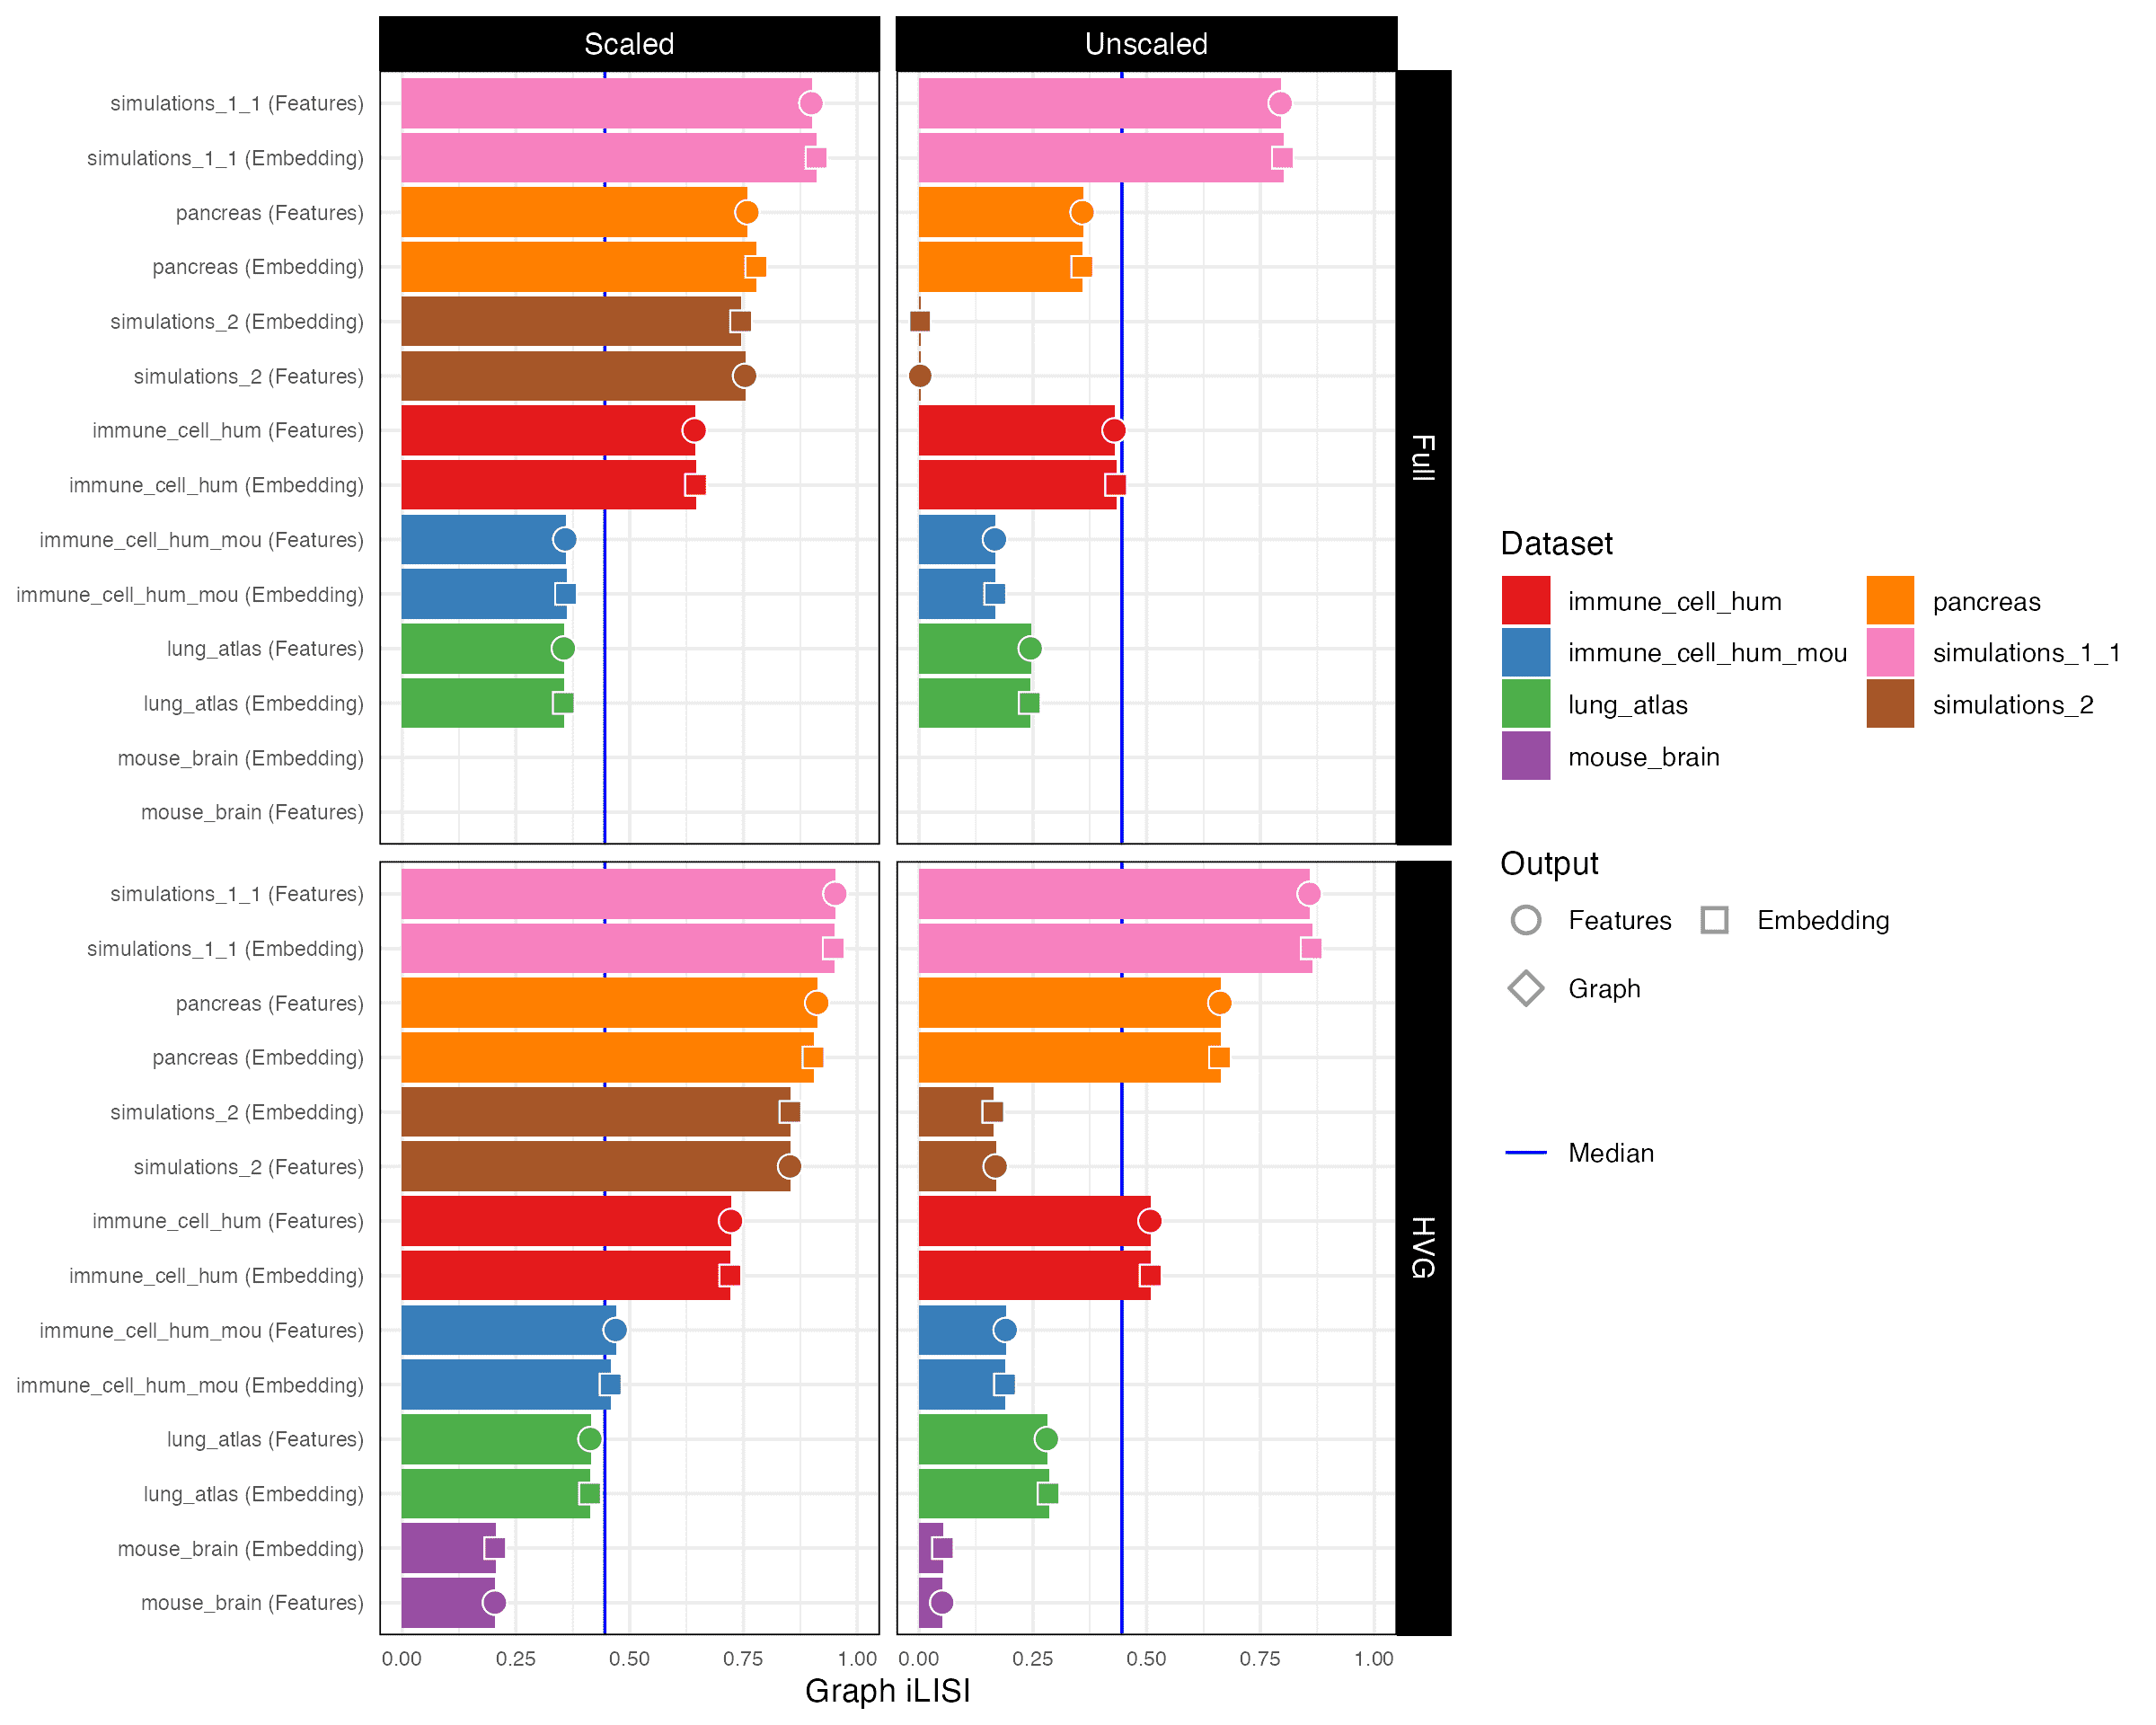 Scaled
Unscaled
simulations_1_1 (Features)
simulations_1_1 (Embedding)
pancreas (Features)
pancreas (Embedding)
simulations_2 (Embedding)
simulations_2 (Features)
immune_cell_hum (Features)
immune_cell_hum (Embedding)
immune_cell_hum_mou (Features)
immune_cell_hum_mou (Embedding)
lung_atlas (Features)
lung_atlas (Embedding)
mouse_brain (Embedding)
mouse_brain (Features)
Full
simulations_1_1 (Features)
simulations_1_1 (Embedding)
pancreas (Features)
pancreas (Embedding)
simulations_2 (Embedding)
simulations_2 (Features)
immune_cell_hum (Features)
immune_cell_hum (Embedding)
immune_cell_hum_mou (Features)
immune_cell_hum_mou (Embedding)
lung_atlas (Features)
lung_atlas (Embedding)
mouse_brain (Embedding)
mouse_brain (Features)
HVG
0.00 0.25 0.50 0.75 1.00
0.00 0.25 0.50 0.75 1.00
Graph iLISI
Dataset
immune_cell_hum
immune_cell_hum_mou
lung_atlas
mouse_brain
pancreas
simulations_1_1
simulations_2
Output
Features
Embedding
Graph
Median